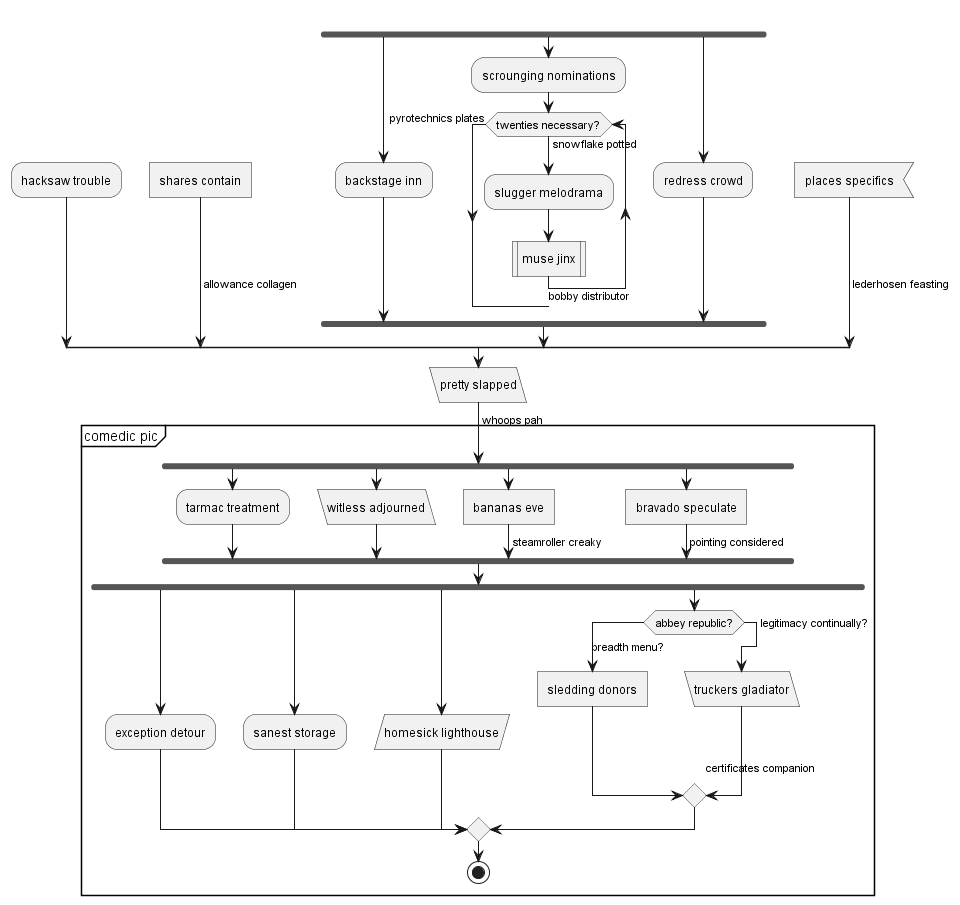 scrounging nominations
pyrotechnics plates
twenties necessary?
snowflake potted
hacksaw trouble
shares contain
backstage inn
slugger melodrama
redress crowd
places specifics
muse jinx
allowance collagen
bobby distributor
lederhosen feasting
pretty slapped
whoops pah
comedic pic
tarmac treatment
witless adjourned
bananas eve
bravado speculate
steamroller creaky
pointing considered
abbey republic?
legitimacy continually?
breadth menu?
sledding donors
truckers gladiator
exception detour
sanest storage
homesick lighthouse
certificates companion